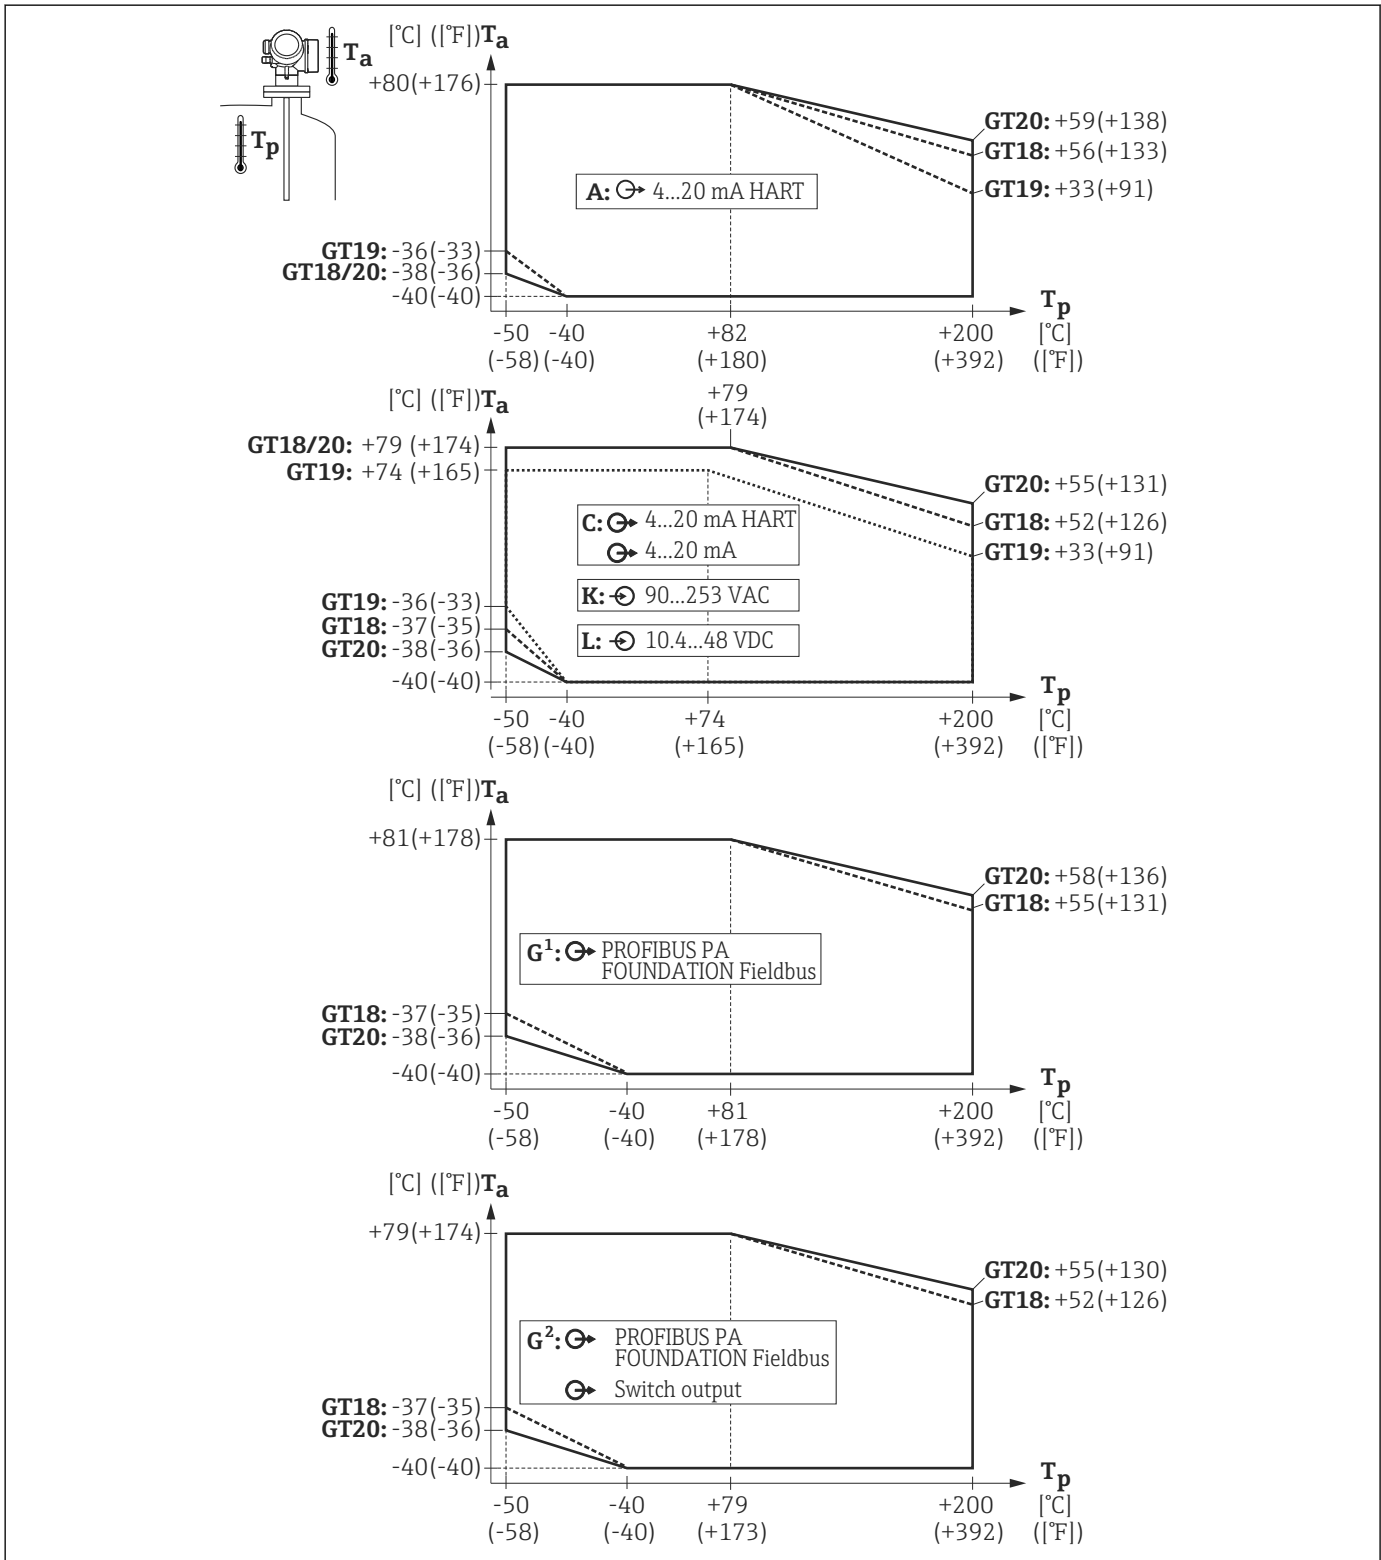 Ta
Tp
[°C] ([°F])Ta
+80(+176)
GT20: +59(+138)
GT18: +56(+133)
GT19: +33(+91)
A: 4...20 mA HART
GT19: -36(-33)
GT18/20: -38(-36)
-40(-40)
Tp
-50 -40 +82 +200 [°C]
(-58) (-40) (+180) (+392) ([°F])
+79
(+174)
[°C] ([°F])Ta
GT18/20: +79 (+174)
GT19: +74 (+165)
GT20: +55(+131)
GT18: +52(+126)
GT19: +33(+91)
C: 4...20 mA HART
4...20 mA
K: 90...253 VAC
L: 10.4...48 VDC
GT19: -36(-33)
GT18: -37(-35)
GT20: -38(-36)
-40(-40)
Tp
-50 -40 +74 +200 [°C]
(-58) (-40) (+165) (+392) ([°F])
[°C] ([°F])Ta
+81(+178)
GT20: +58(+136)
GT18: +55(+131)
G1: PROFIBUS PA
FOUNDATION Fieldbus
GT18: -37(-35)
GT20: -38(-36)
-40(-40)
Tp
-50 -40 +81 +200 [°C]
(-58) (-40) (+178) (+392) ([°F])
[°C] ([°F])Ta
+79(+174)
GT20: +55(+130)
GT18: +52(+126)
G2: PROFIBUS PA
FOUNDATION Fieldbus
Switch output
GT18: -37(-35)
GT20: -38(-36)
-40(-40)
Tp
-50 -40 +79 +200 [°C]
(-58) (-40) (+173) (+392) ([°F])